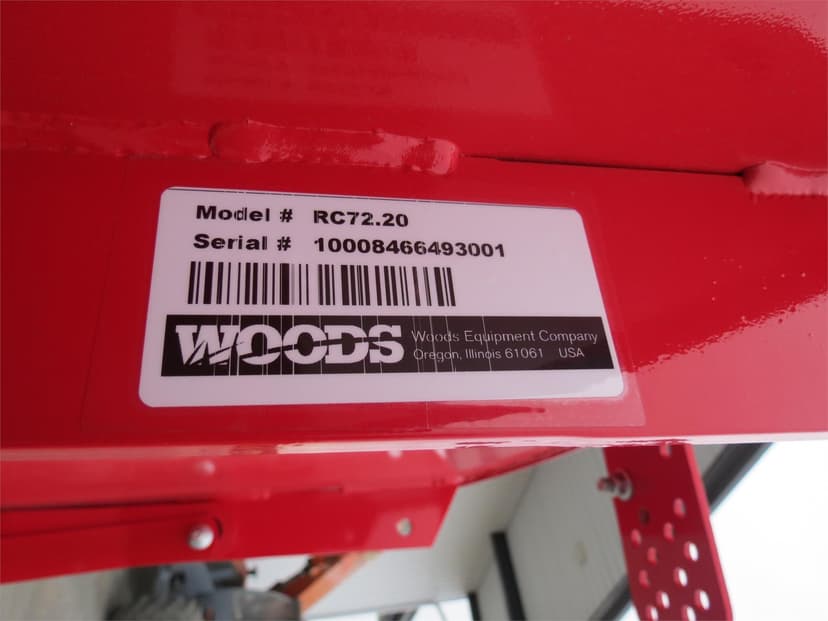 Model # RC72.20
Serial # 10008466493001
WOODS
Woods Equipment Company
Oregon, Illinois 61061 USA